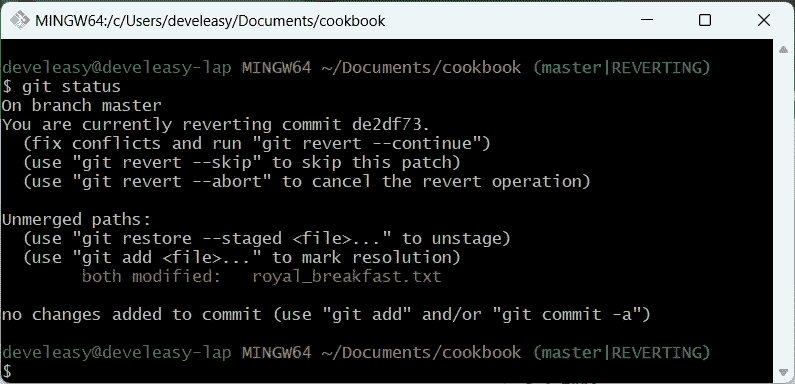 MINGW64:/c/Users/develeasy/Documents/cookbook
develeasy@develeasy-lap MINGW64 ~/Documents/cookbook (master|REVERTING)
$ git status
On branch master
You are currently reverting commit de2df73.
  (fix conflicts and run "git revert --continue")
  (use "git revert --skip" to skip this patch)
  (use "git revert --abort" to cancel the revert operation)
Unmerged paths:
  (use "git restore --staged <file>..." to unstage)
  (use "git add <file>..." to mark resolution)
        both modified:   royal_breakfast.txt
no changes added to commit (use "git add" and/or "git commit -a")
develeasy@develeasy-lap MINGW64 ~/Documents/cookbook (master|REVERTING)
$